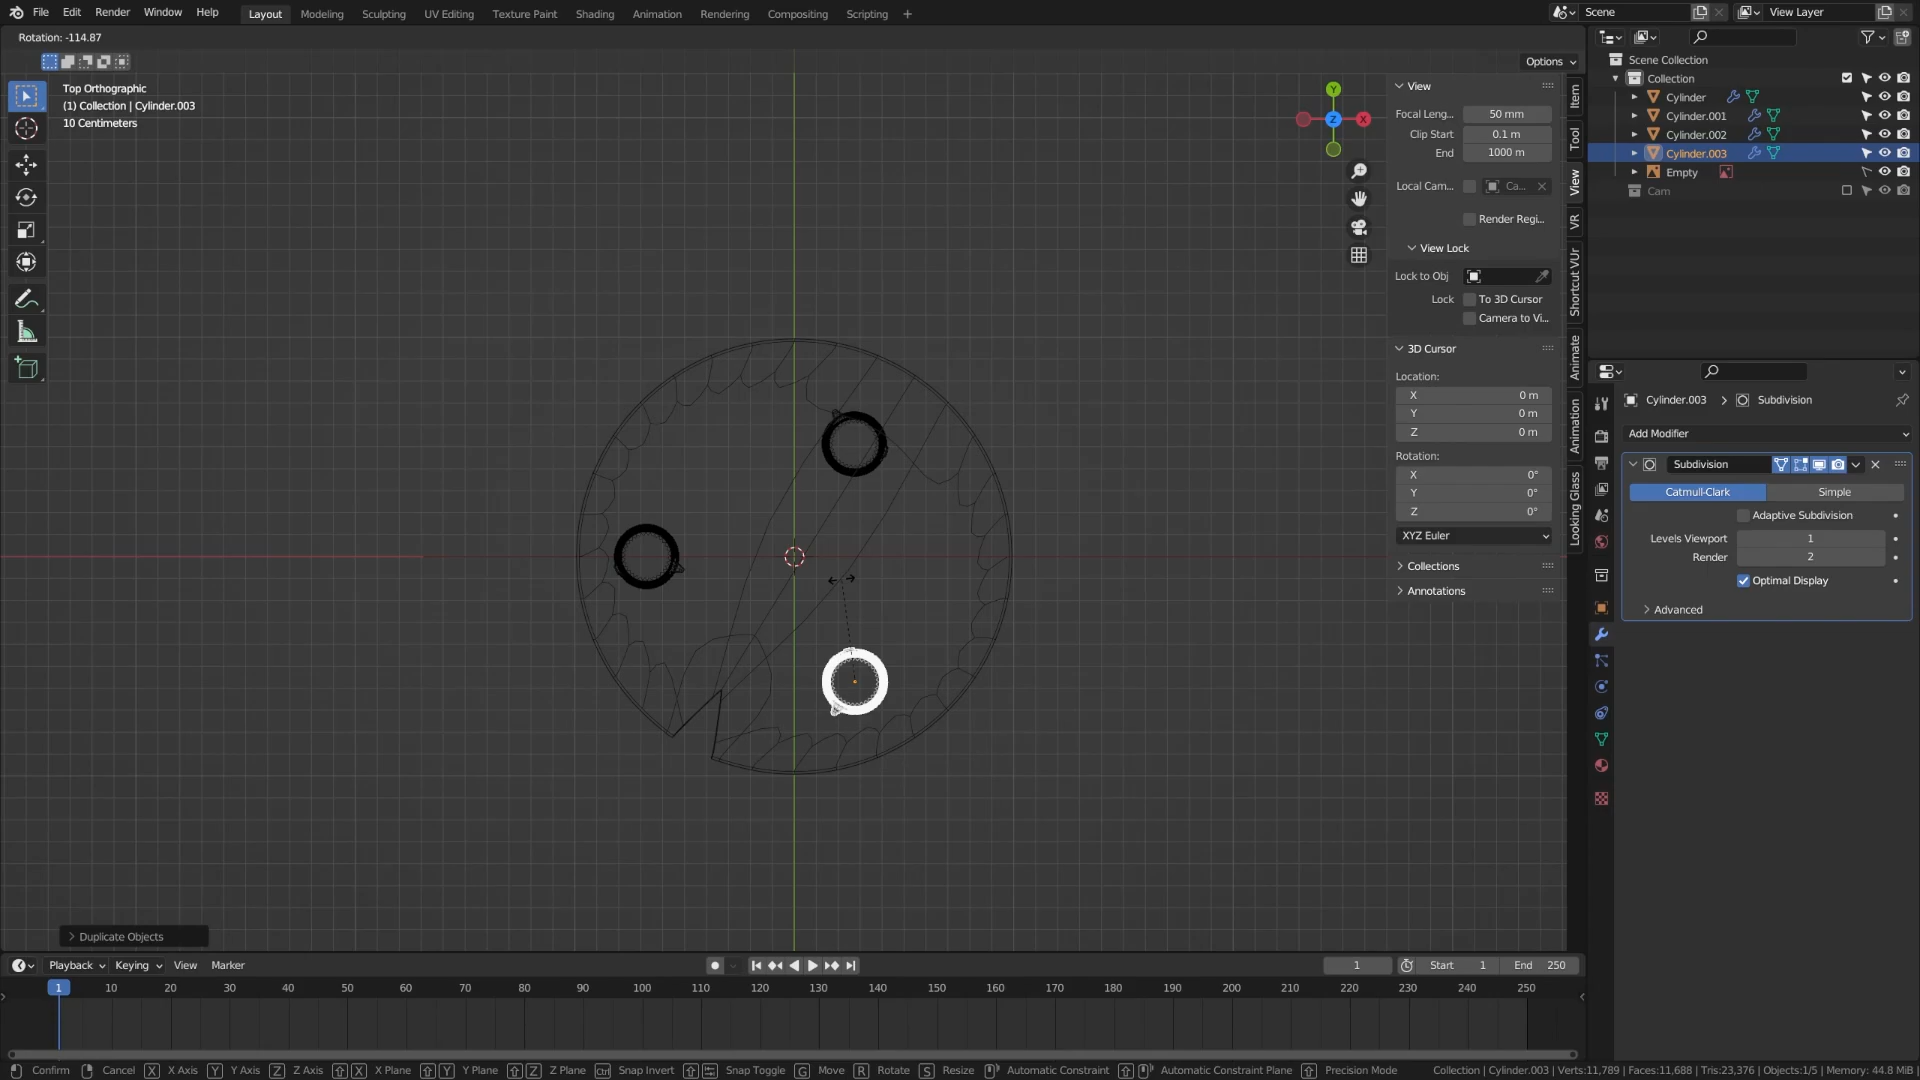 File Edit Render Window Help Layout Modeling Sculpting UV Editing Texture Paint Shading Animation Rendering Compositing Scripting + Scene View Layer
Rotation: -114.87
Options
Top Orthographic
(1) Collection | Cylinder.003
10 Centimeters
Y
Z
X
View
Focal Leng... 50 mm
Clip Start 0.1 m
End 1000 m
Local Cam... Ca...
Render Regi...
View Lock
Lock to Obj
Lock To 3D Cursor
Camera to Vi...
3D Cursor
Location:
X 0 m
Y 0 m
Z 0 m
Rotation:
X 0°
Y 0°
Z 0°
XYZ Euler
Collections
Annotations
Item
Tool
View
VR
Shortcut VUr
Animate
Animation
Looking Glass
Scene Collection
Collection
Cylinder
Cylinder.001
Cylinder.002
Cylinder.003
Empty
Cam
Cylinder.003 > Subdivision
Add Modifier
Subdivision
Catmull-Clark Simple
Adaptive Subdivision
Levels Viewport 1
Render 2
Optimal Display
Advanced
Duplicate Objects
Playback Keying View Marker 1 Start 1 End 250
1 10 20 30 40 50 60 70 80 90 100 110 120 130 140 150 160 170 180 190 200 210 220 230 240 250
Confirm Cancel X X Axis Y Y Axis Z Z Axis X X Plane Y Y Plane Z Z Plane Ctrl Snap Invert Snap Toggle G Move R Rotate S Resize Automatic Constraint Automatic Constraint Plane Precision Mode Collection | Cylinder.003 | Verts:11,789 | Faces:11,688 | Tris:23,376 | Objects:1/5 | Memory: 44.8 MiB